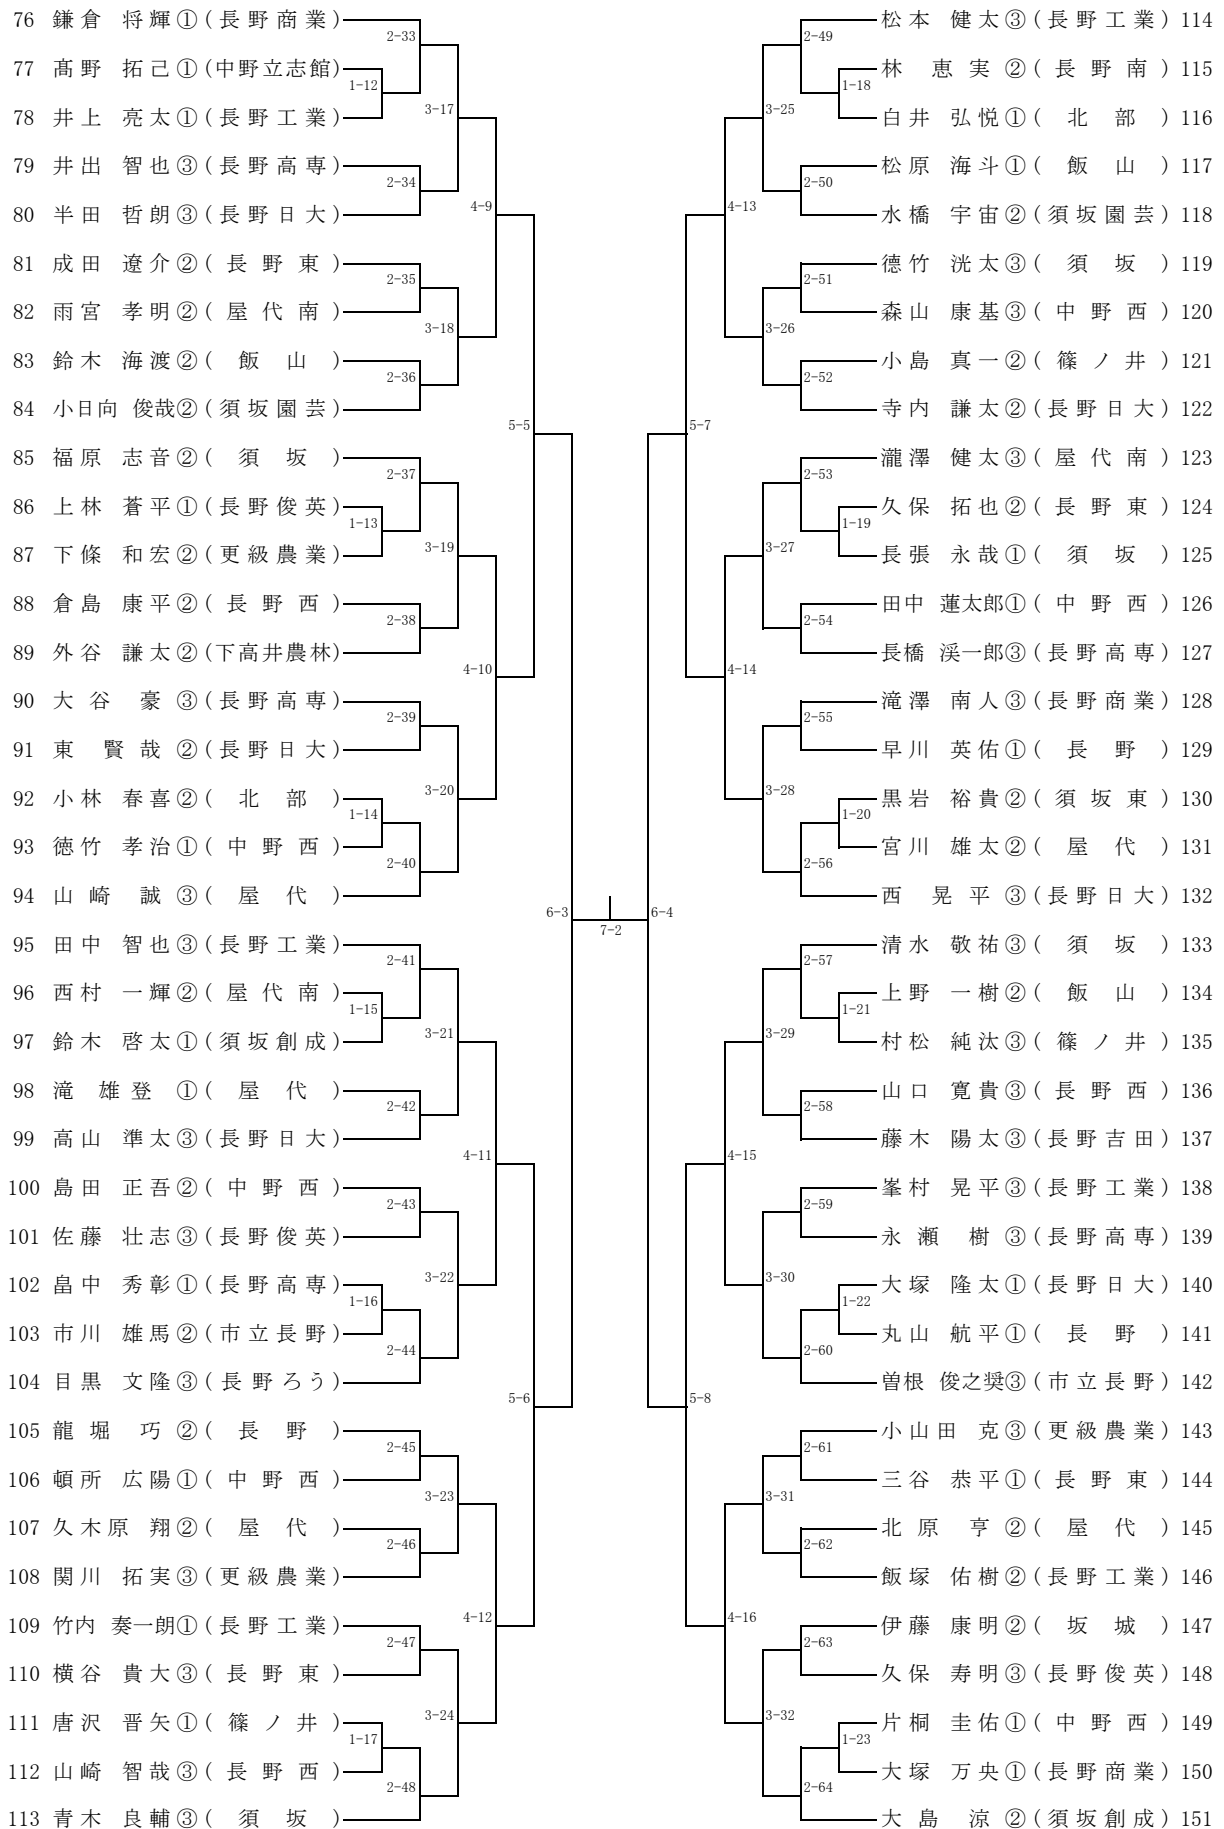 76 鎌倉 将輝①(長野商業)
2-33
77 髙野 拓己①(中野立志館)
1-12
78 井上 亮太①(長野工業)
3-17
79 井出 智也③(長野高専)
2-34
80 半田 哲朗③(長野日大)
4-9
81 成田 遼介②(長野東)
2-35
82 雨宮 孝明②(屋代南)
3-18
83 鈴木 海渡②(飯山)
2-36
84 小日向 俊哉②(須坂園芸)
5-5
85 福原 志音②(須坂)
2-37
86 上林 蒼平①(長野俊英)
1-13
87 下條 和宏②(更級農業)
3-19
88 倉島 康平②(長野西)
2-38
89 外谷 謙太②(下高井農林)
4-10
90 大谷 豪③(長野高専)
2-39
91 東 賢哉②(長野日大)
92 小林 春喜②(北部)
3-20
1-14
93 徳竹 孝治①(中野西)
2-40
94 山崎 誠③(屋代)
6-3
95 田中 智也③(長野工業)
2-41
96 西村 一輝②(屋代南)
1-15
97 鈴木 啓太①(須坂創成)
3-21
98 滝 雄登①(屋代)
2-42
99 高山 準太③(長野日大)
4-11
100 島田 正吾②(中野西)
2-43
101 佐藤 壮志③(長野俊英)
3-22
102 畠中 秀彰①(長野高専)
1-16
103 市川 雄馬②(市立長野)
2-44
104 目黒 文隆③(長野ろう)
5-6
105 龍堀 巧②(長野)
2-45
106 頓所 広陽①(中野西)
3-23
107 久木原 翔②(屋代)
2-46
108 関川 拓実③(更級農業)
4-12
109 竹内 奏一朗①(長野工業)
2-47
110 横谷 貴大③(長野東)
111 唐沢 晋矢①(篠ノ井)
3-24
1-17
112 山崎 智哉③(長野西)
2-48
113 青木 良輔③(須坂)
7-2
松本 健太③(長野工業) 114
2-49
林 恵実②(長野南) 115
1-18
白井 弘悦①(北部) 116
3-25
松原 海斗①(飯山) 117
2-50
水橋 宇宙②(須坂園芸) 118
4-13
德竹 洸太③(須坂) 119
2-51
森山 康基③(中野西) 120
3-26
小島 真一②(篠ノ井) 121
2-52
寺内 謙太②(長野日大) 122
5-7
瀧澤 健太③(屋代南) 123
2-53
久保 拓也②(長野東) 124
1-19
長張 永哉①(須坂) 125
3-27
田中 蓮太郎①(中野西) 126
2-54
長橋 渓一郎③(長野高専) 127
4-14
滝澤 南人③(長野商業) 128
2-55
早川 英佑①(長野) 129
3-28
黒岩 裕貴②(須坂東) 130
1-20
宮川 雄太②(屋代) 131
2-56
西 晃平③(長野日大) 132
6-4
清水 敬祐③(須坂) 133
2-57
上野 一樹②(飯山) 134
1-21
村松 純汰③(篠ノ井) 135
3-29
山口 寛貴③(長野西) 136
2-58
藤木 陽太③(長野吉田) 137
4-15
峯村 晃平③(長野工業) 138
2-59
永瀬 樹③(長野高専) 139
3-30
大塚 隆太①(長野日大) 140
1-22
丸山 航平①(長野) 141
2-60
曽根 俊之奨③(市立長野) 142
5-8
小山田 克③(更級農業) 143
2-61
三谷 恭平①(長野東) 144
3-31
北原 亨②(屋代) 145
2-62
飯塚 佑樹②(長野工業) 146
4-16
伊藤 康明②(坂城) 147
2-63
久保 寿明③(長野俊英) 148
3-32
片桐 圭佑①(中野西) 149
1-23
大塚 万央①(長野商業) 150
2-64
大島 涼②(須坂創成) 151